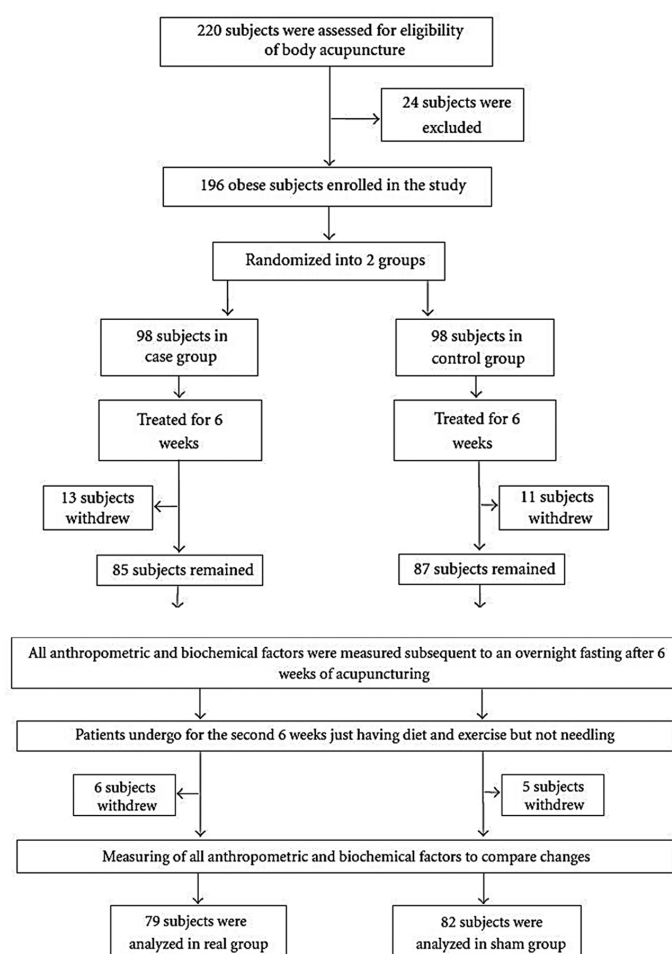 220 subjects were assessed for eligibility
of body acupuncture
24 subjects were
excluded
196 obese subjects enrolled in the study
Randomized into 2 groups
98 subjects in
case group
98 subjects in
control group
Treated for 6
weeks
Treated for 6
weeks
13 subjects
withdrew
11 subjects
withdrew
85 subjects remained
87 subjects remained
All anthropometric and biochemical factors were measured subsequent to an overnight fasting after 6
weeks of acupuncturing
Patients undergo for the second 6 weeks just having diet and exercise but not needling
6 subjects
withdrew
5 subjects
withdrew
Measuring of all anthropometric and biochemical factors to compare changes
79 subjects were
analyzed in real group
82 subjects were
analyzed in sham group